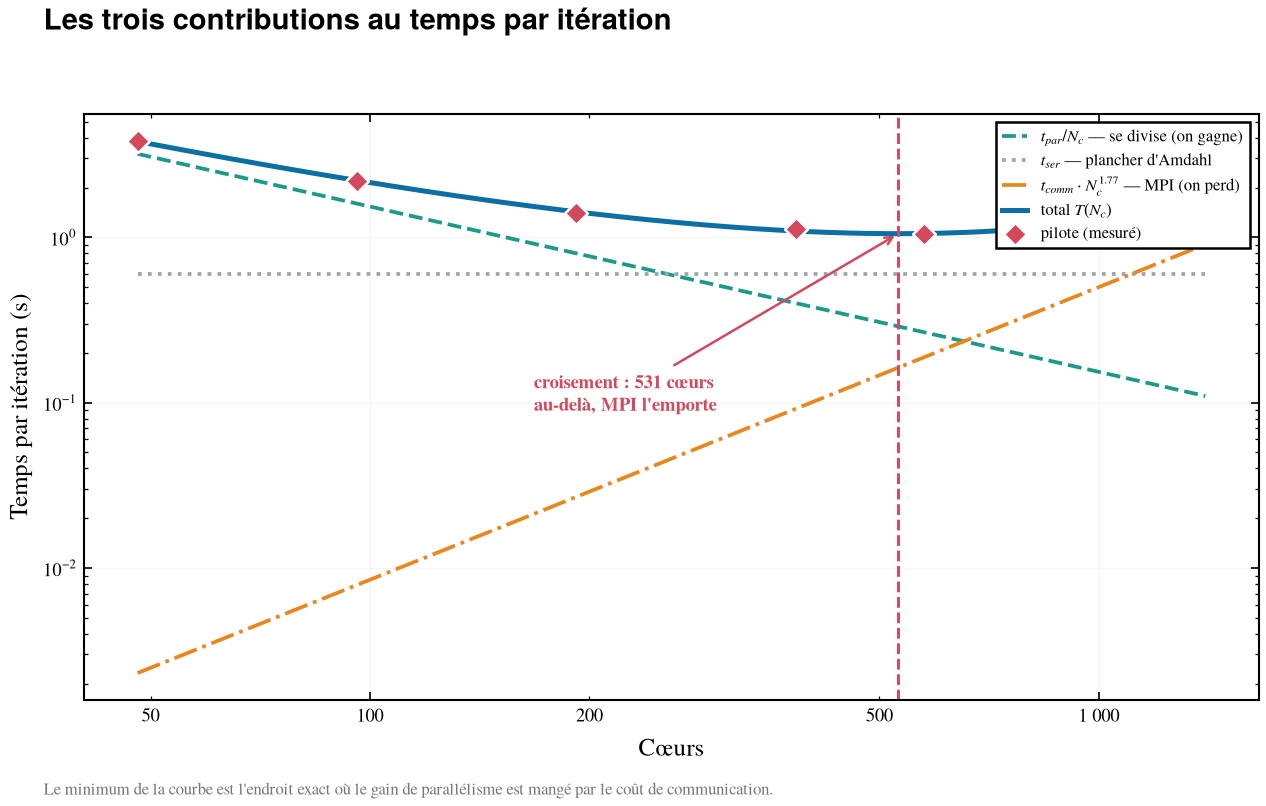 Les trois contributions au temps par itération
t_par/N_c — se divise (on gagne)
t_ser — plancher d'Amdahl
t_comm · N_c^1.77 — MPI (on perd)
total T(N_c)
pilote (mesuré)
Temps par itération (s)
10^0
10^−1
10^−2
croisement : 531 cœurs
au-delà, MPI l'emporte
50 100 200 500 1 000
Cœurs
Le minimum de la courbe est l'endroit exact où le gain de parallélisme est mangé par le coût de communication.